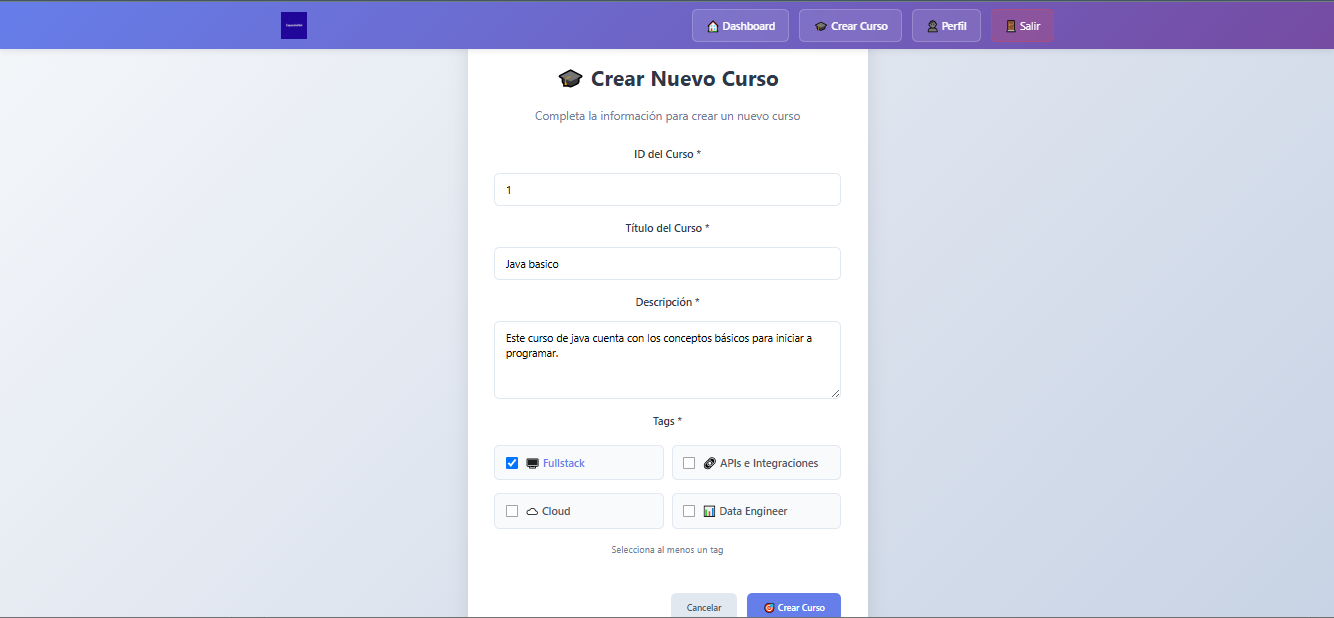 Dashboard
Crear Curso
Perfil
Salir
Crear Nuevo Curso
Completa la información para crear un nuevo curso
ID del Curso *
1
Título del Curso *
Java basico
Descripción *
Este curso de java cuenta con los conceptos básicos para iniciar a
programar.
Tags *
Fullstack
APIs e Integraciones
Cloud
Data Engineer
Selecciona al menos un tag
Cancelar
Crear Curso